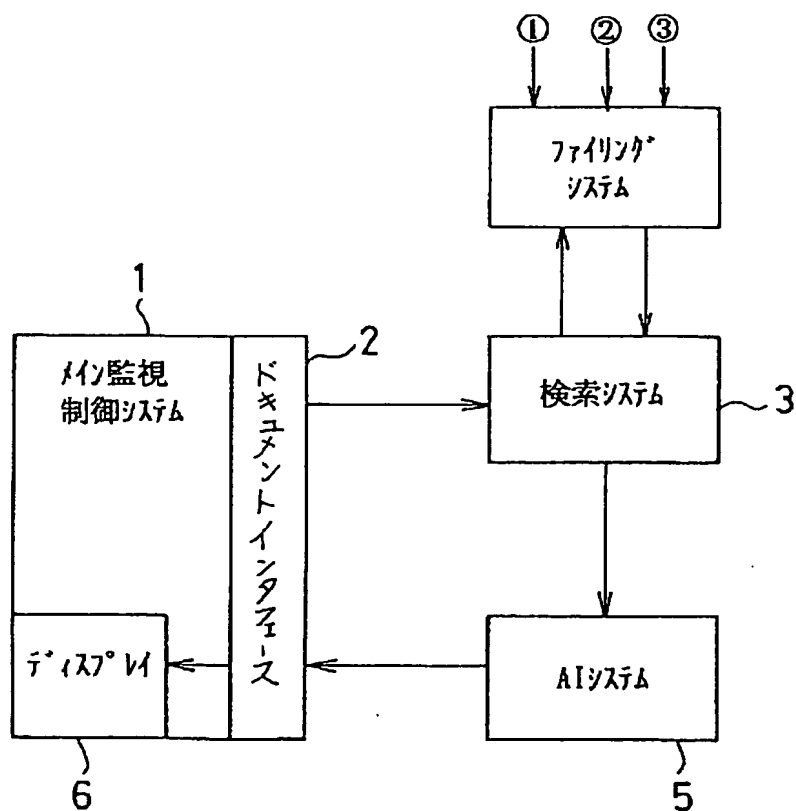 ① ② ③
ファイリング
システム
1
メイン監視
制御システム
2
ドキュメントインタフェース
検索システム
3
ディスプレイ
AIシステム
6
5